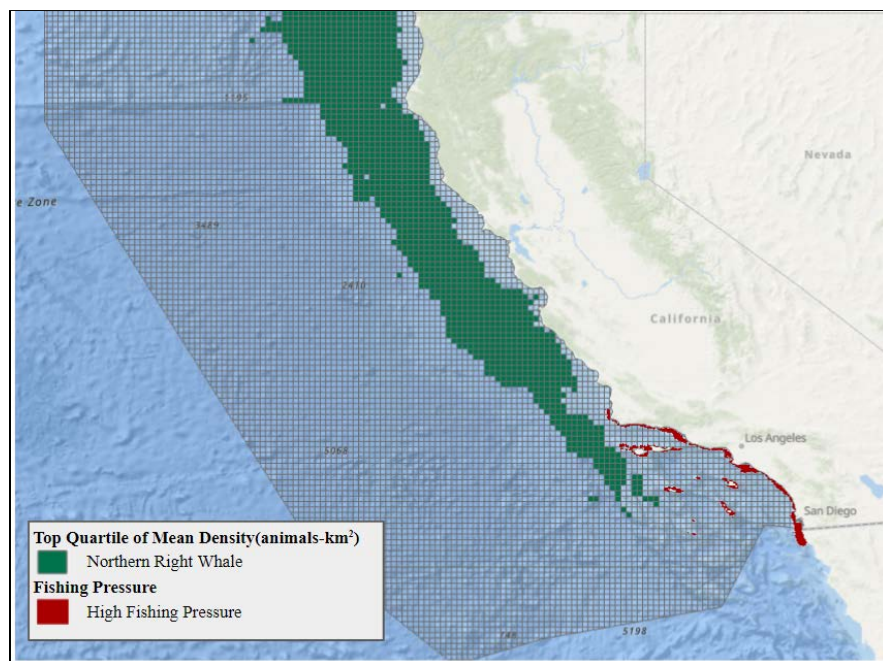 Nevada
1105
e Zone
3489
2410
California
5068
Los Angeles
San Diego
Top Quartile of Mean Density(animals-km²)
Northern Right Whale
Fishing Pressure
High Fishing Pressure
5198